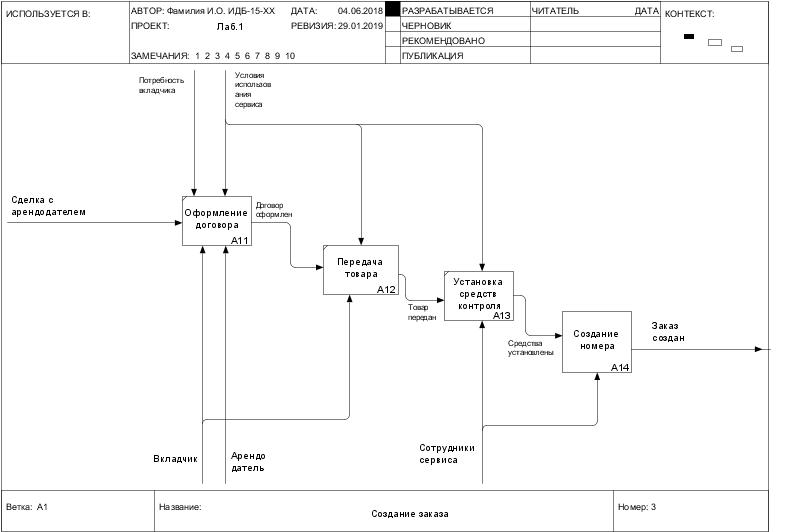 ИСПОЛЬЗУЕТСЯ В:
АВТОР: Фамилия И.О. ИДБ-15-ХХ
ДАТА: 04.06.2018
ПРОЕКТ: Лаб.1
РЕВИЗИЯ: 29.01.2019
ЗАМЕЧАНИЯ: 1 2 3 4 5 6 7 8 9 10
РАЗРАБАТЫВАЕТСЯ
ЧЕРНОВИК
РЕКОМЕНДОВАНО
ПУБЛИКАЦИЯ
ЧИТАТЕЛЬ ДАТА
КОНТЕКСТ:
Потребность
вкладчика
Условия
использов
ания
сервиса
Сделка с
арендодателем
Оформление
договора
A11
Договор
оформлен
Передача
товара
A12
Товар
передан
Установка
средств
контроля
A13
Средства
установлены
Создание
номера
A14
Заказ
создан
Вкладчик
Арендо
датель
Сотрудники
сервиса
Ветка: A1
Название:
Создание заказа
Номер: 3